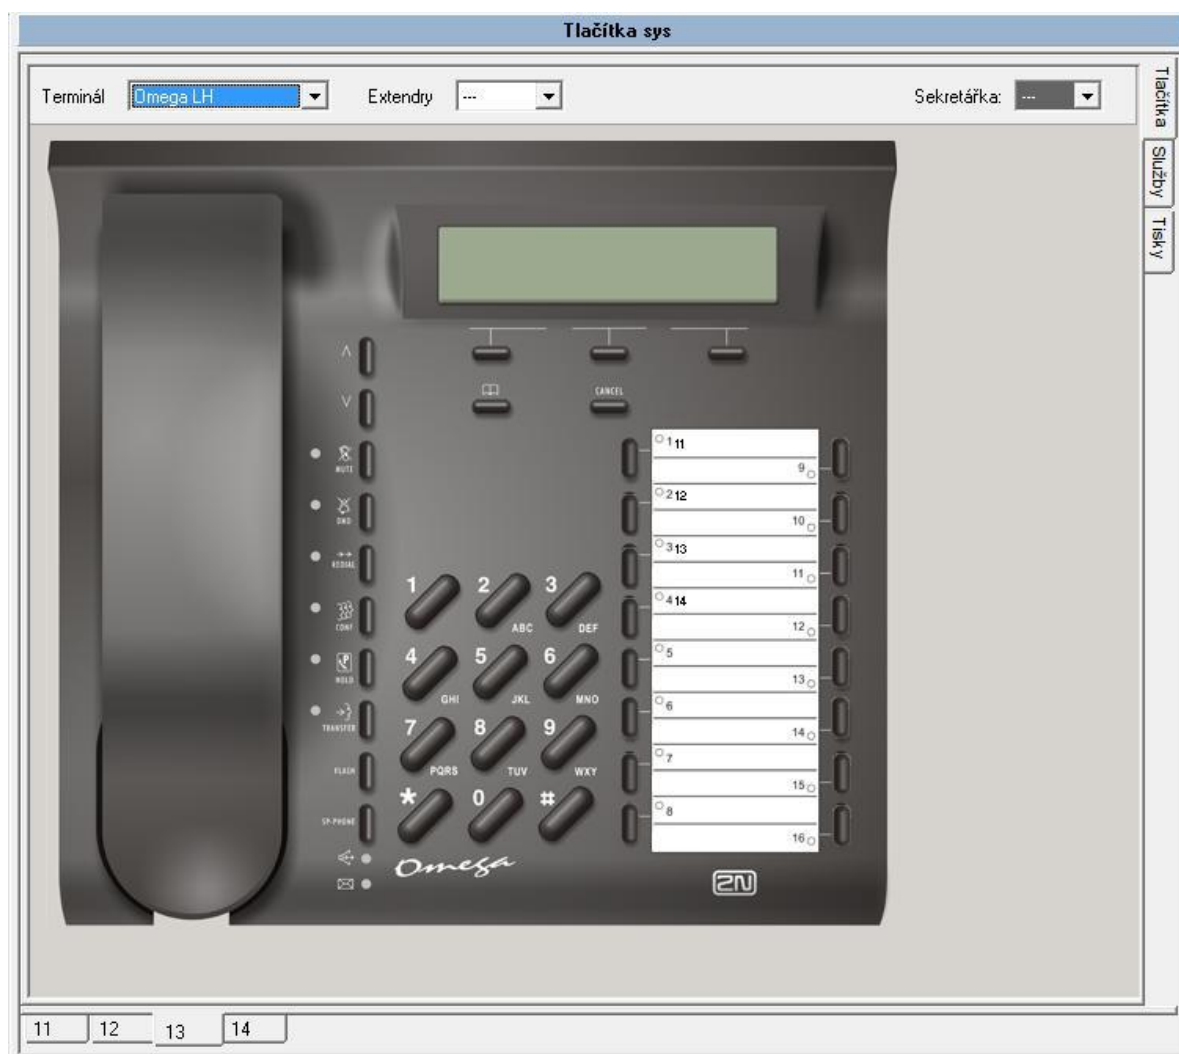 Tlačítka sys
Terminál Omega LH Extendry --- Sekretářka: ---
Tlačítka
Služby
Tisky
CANCEL
MUTE
DND
REDIAL
CONF
HOLD
TRANSFER
FLASH
SP-PHONE
1 2 ABC 3 DEF
4 GHI 5 JKL 6 MNO
7 PQRS 8 TUV 9 WXY
* 0 #
1 11
9
2 12
10
3 13
11
4 14
12
5
13
6
14
7
15
8
16
Omega
2N
11 12 13 14